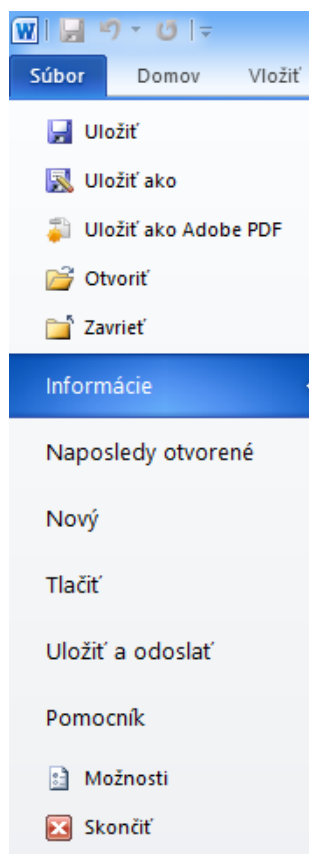 W
Súbor Domov Vložiť
Uložiť
Uložiť ako
Uložiť ako Adobe PDF
Otvoriť
Zavrieť
Informácie
Naposledy otvorené
Nový
Tlačiť
Uložiť a odoslať
Pomocník
Možnosti
Skončiť